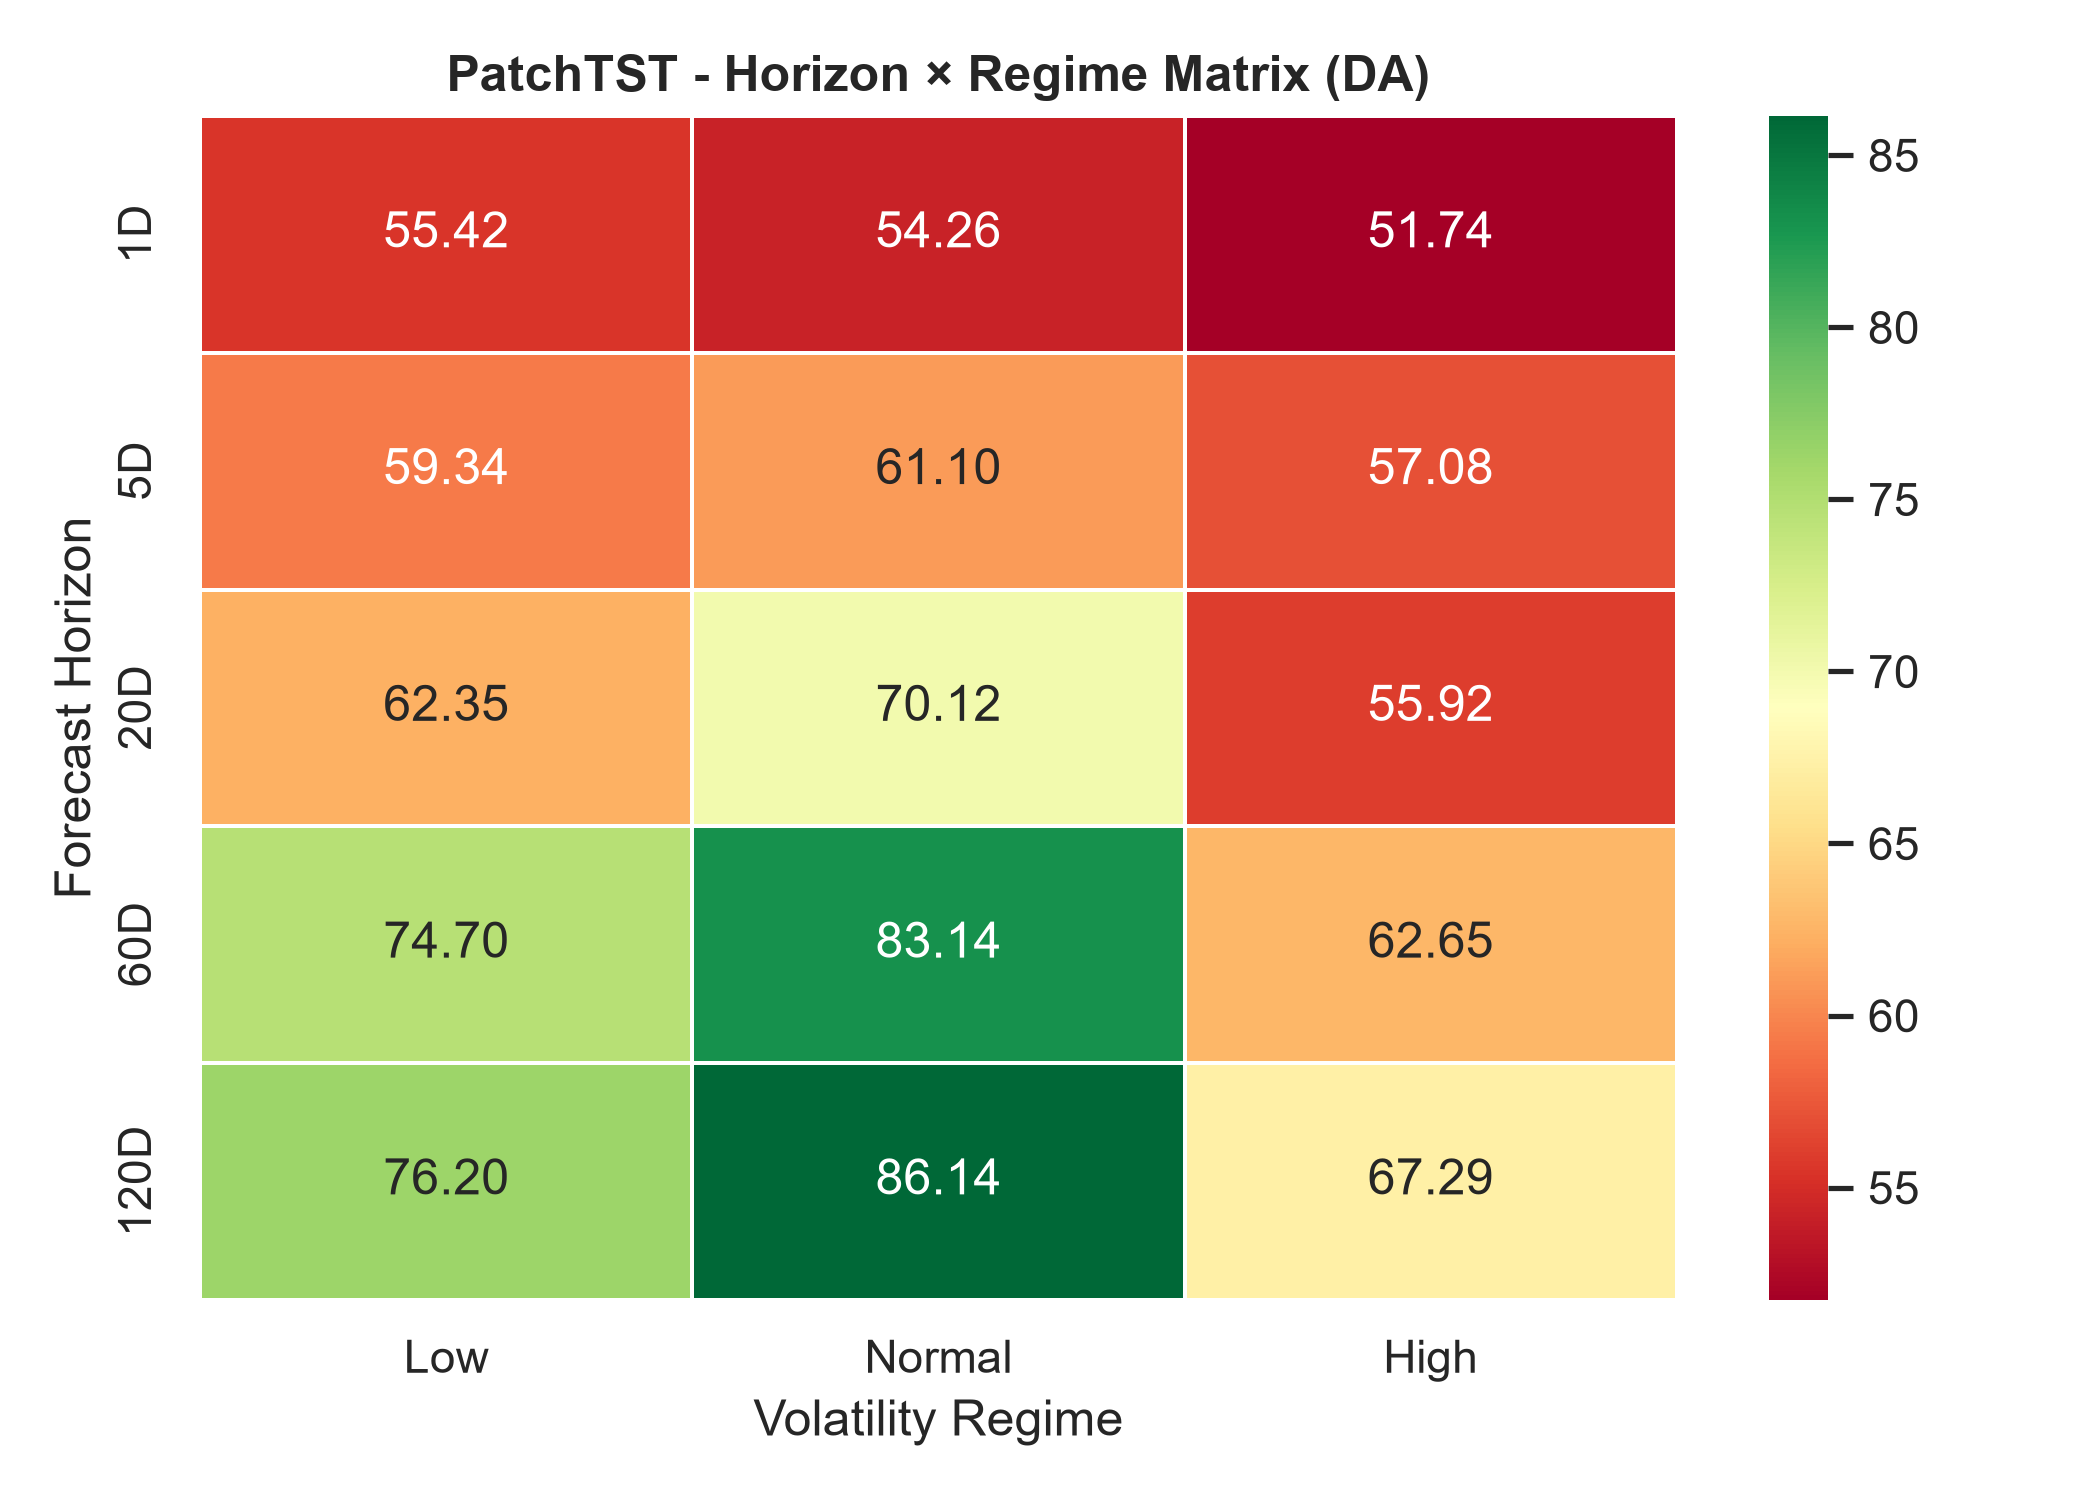 PatchTST - Horizon × Regime Matrix (DA)
Forecast Horizon
1D 55.42 54.26 51.74
5D 59.34 61.10 57.08
20D 62.35 70.12 55.92
60D 74.70 83.14 62.65
120D 76.20 86.14 67.29
Low Normal High
Volatility Regime
85
80
75
70
65
60
55